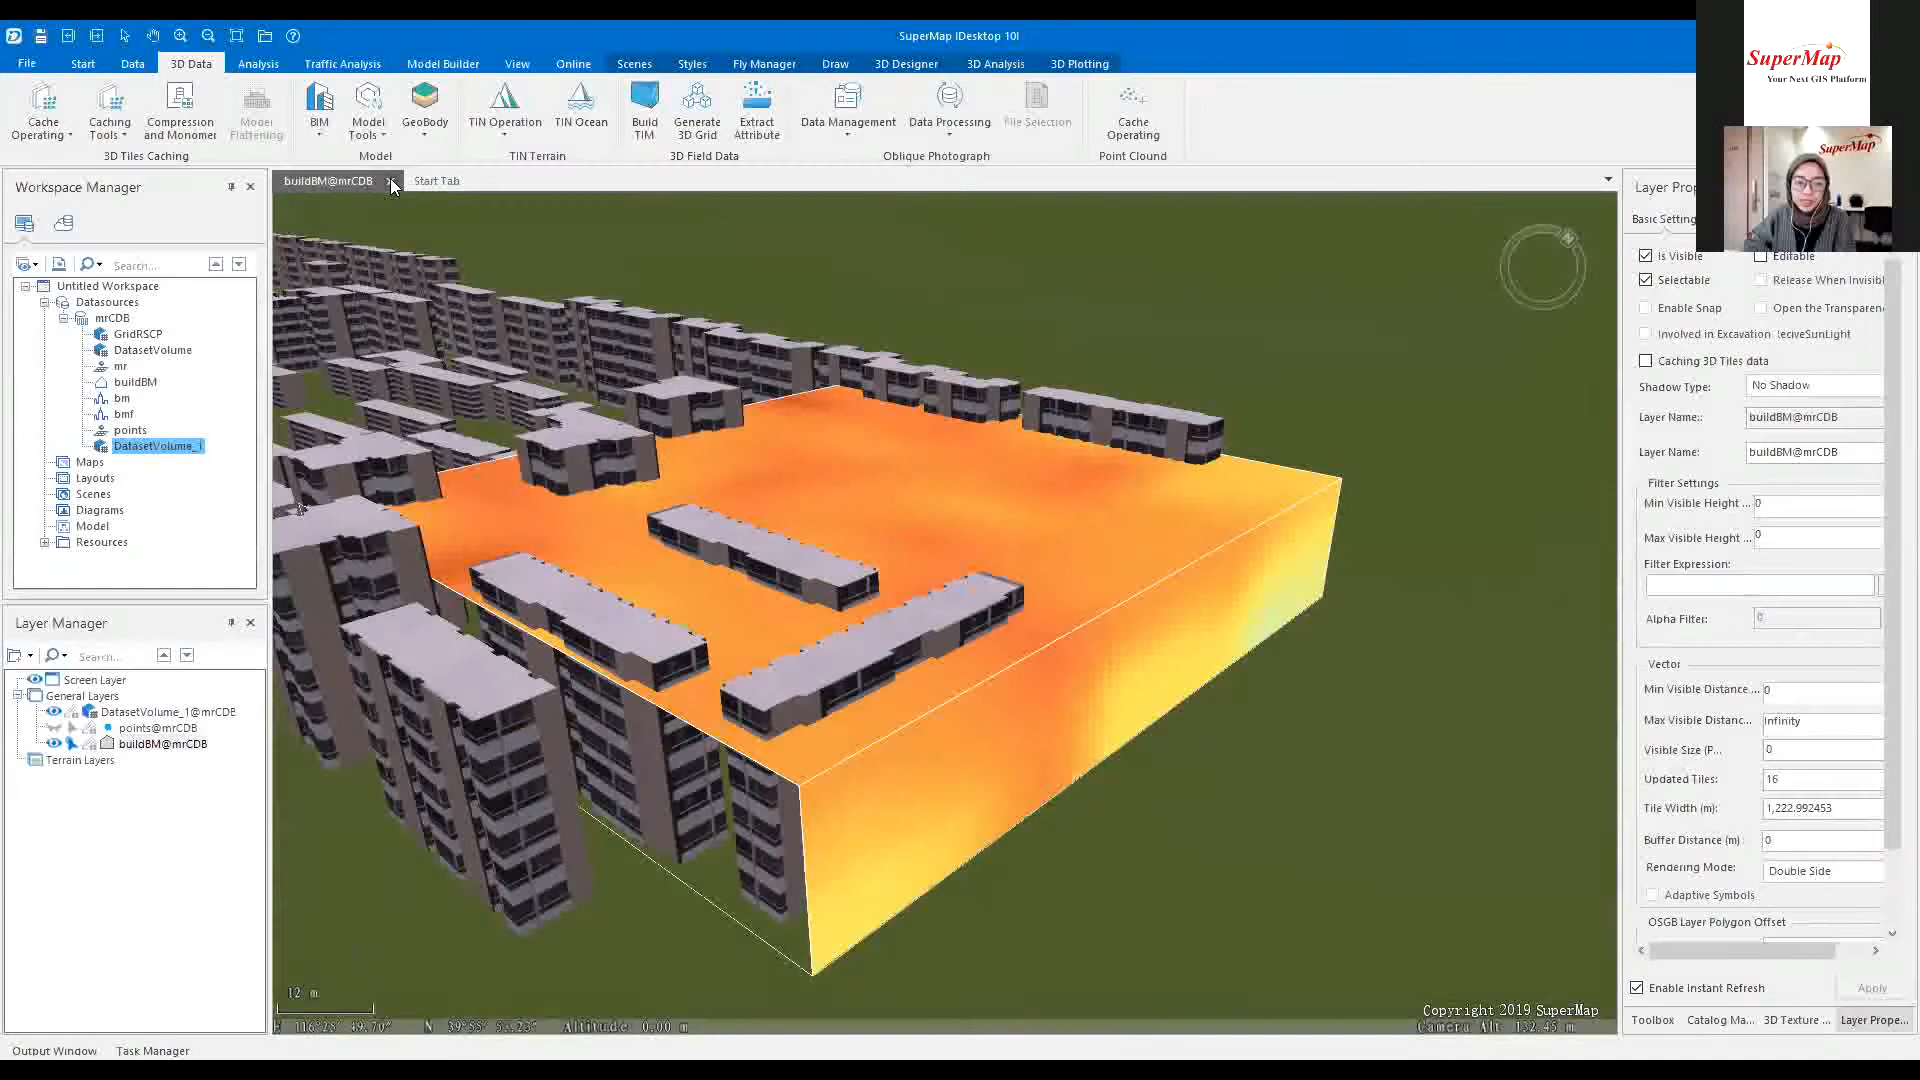 SuperMap IDesktop 10i
File Start Data 3D Data Analysis Traffic Analysis Model Builder View Online Scenes Styles Fly Manager Draw 3D Designer 3D Analysis 3D Plotting
Cache Operating
Caching Tools
Compression and Monomer
Model Flattening
BIM
Model Tools
GeoBody
TIN Operation
TIN Ocean
Build TIM
Generate 3D Grid
Extract Attribute
Data Management
Data Processing
File Selection
Cache Operating
3D Tiles Caching
Model
TIN Terrain
3D Field Data
Oblique Photograph
Point Clound
SuperMap
Your Next GIS Platform
SuperMap
Workspace Manager
Search...
Untitled Workspace
Datasources
mrCDB
GridRSCP
DatasetVolume
mr
buildBM
bm
bmf
points
DatasetVolume_1
Maps
Layouts
Scenes
Diagrams
Model
Resources
Layer Manager
Search...
Screen Layer
General Layers
DatasetVolume_1@mrCDB
points@mrCDB
buildBM@mrCDB
Terrain Layers
buildBM@mrCDB
Start Tab
N
12 m
Altitude 0.00 m
Copyright 2019 SuperMap
Camera Alt 132.45 m
Layer Pro
Basic Setting
Is Visible
Editable
Selectable
Release When Invisibl
Enable Snap
Open the Transparen
Involved in Excavation
ReciveSunLight
Caching 3D Tiles data
Shadow Type: No Shadow
Layer Name:: buildBM@mrCDB
Layer Name: buildBM@mrCDB
Filter Settings
Min Visible Height ... 0
Max Visible Height ... 0
Filter Expression:
Alpha Filter: 0
Vector
Min Visible Distance... 0
Max Visible Distanc... Infinity
Visible Size (P... 0
Updated Tiles: 16
Tile Width (m): 1,222.992453
Buffer Distance (m) 0
Rendering Mode: Double Side
Adaptive Symbols
OSGB Layer Polygon Offset
Enable Instant Refresh
Apply
Toolbox Catalog Ma... 3D Texture ... Layer Prope...
Output Window Task Manager